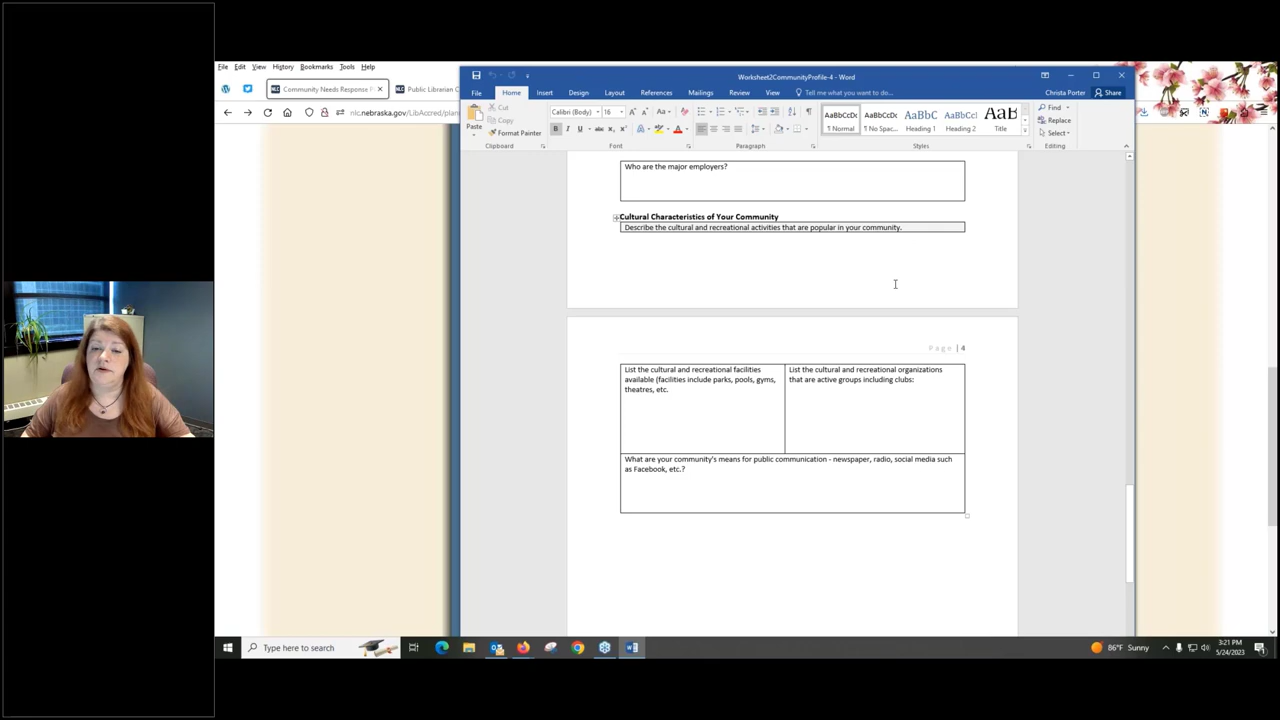 File Edit View History Bookmarks Tools Help
Community Needs Response P
Public Librarian C
nlc.nebraska.gov/LibAccred/plan
Worksheet2CommunityProfile-4 - Word
File Home Insert Design Layout References Mailings Review View Tell me what you want to do...
Christa Porter Share
Paste
Cut
Copy
Format Painter
Calibri (Body) 16
AaBbCcDc AaBbCcDc AaBbC AaBbCcC AaB
¶ Normal ¶ No Spac... Heading 1 Heading 2 Title
Find
Replace
Select
Clipboard Font Paragraph Styles Editing
Who are the major employers?
Cultural Characteristics of Your Community
Describe the cultural and recreational activities that are popular in your community.
Page | 4
List the cultural and recreational facilities
available (facilities include parks, pools, gyms,
theatres, etc.
List the cultural and recreational organizations
that are active groups including clubs:
What are your community's means for public communication - newspaper, radio, social media such
as Facebook, etc.?
Type here to search
86°F Sunny
3:21 PM
5/24/2023